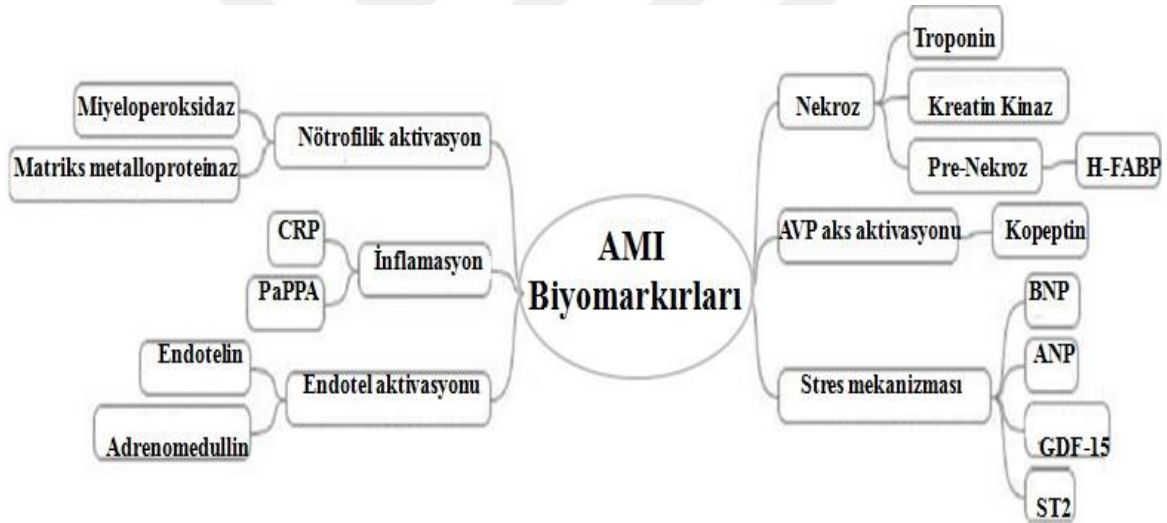 AMI
Biyomarkırları
Nötrofilik aktivasyon
Miyeloperoksidaz
Matriks metalloproteinaz
İnflamasyon
CRP
PaPPA
Endotel aktivasyonu
Endotelin
Adrenomedullin
Nekroz
Troponin
Kreatin Kinaz
Pre-Nekroz
H-FABP
AVP aks aktivasyonu
Kopeptin
Stres mekanizması
BNP
ANP
GDF-15
ST2